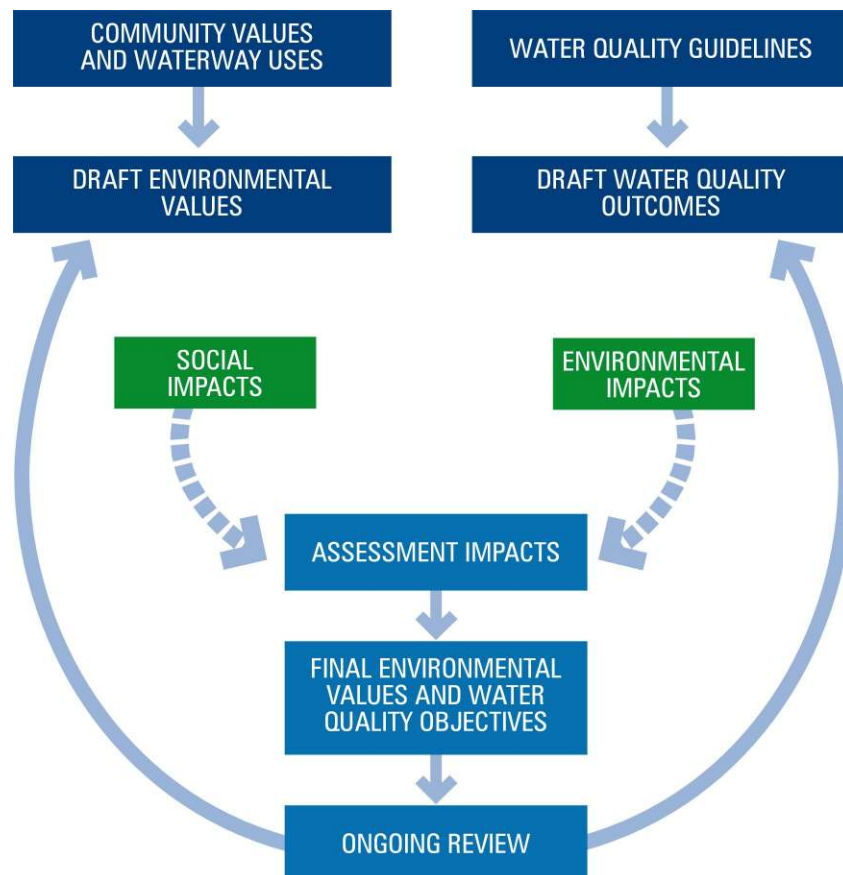 COMMUNITY VALUES
AND WATERWAY USES
WATER QUALITY GUIDELINES
DRAFT ENVIRONMENTAL
VALUES
DRAFT WATER QUALITY
OUTCOMES
SOCIAL
IMPACTS
ENVIRONMENTAL
IMPACTS
ASSESSMENT IMPACTS
FINAL ENVIRONMENTAL
VALUES AND WATER
QUALITY OBJECTIVES
ONGOING REVIEW